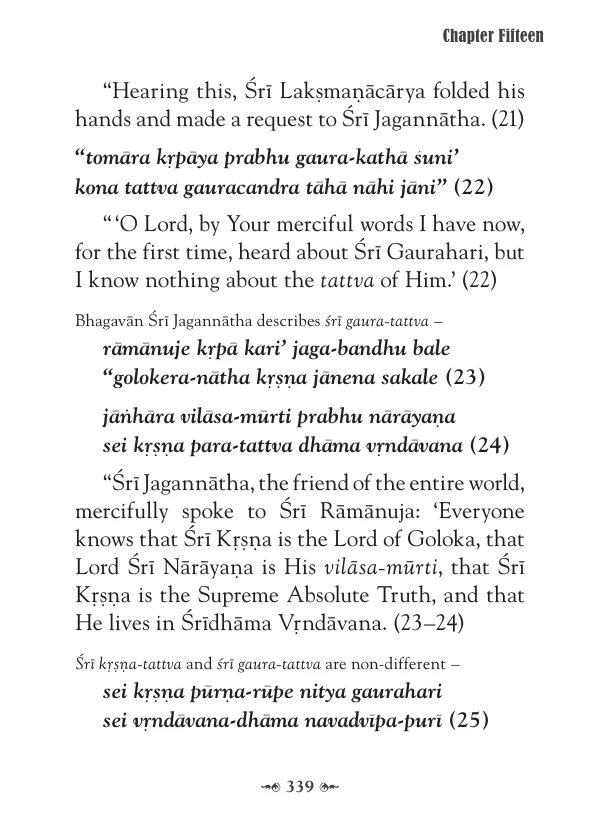 Chapter Fifteen
“Hearing this, Śrī Lakṣmaṇācārya folded his
hands and made a request to Śrī Jagannātha. (21)
“tomāra kṛpāya prabhu gaura-kathā śuni’
kona tattva gauracandra tāhā nāhi jāni” (22)
“ ‘O Lord, by Your merciful words I have now,
for the first time, heard about Śrī Gaurahari, but
I know nothing about the tattva of Him.’ (22)
Bhagavān Śrī Jagannātha describes śrī gaura-tattva –
rāmānuje kṛpā kari’ jaga-bandhu bale
“golokera-nātha kṛṣṇa jānena sakale (23)
jāṅhāra vilāsa-mūrti prabhu nārāyaṇa
sei kṛṣṇa para-tattva dhāma vṛndāvana (24)
“Śrī Jagannātha, the friend of the entire world,
mercifully spoke to Śrī Rāmānuja: ‘Everyone
knows that Śrī Kṛṣṇa is the Lord of Goloka, that
Lord Śrī Nārāyaṇa is His vilāsa-mūrti, that Śrī
Kṛṣṇa is the Supreme Absolute Truth, and that
He lives in Śrīdhāma Vṛndāvana. (23–24)
Śrī kṛṣṇa-tattva and śrī gaura-tattva are non-different –
sei kṛṣṇa pūrṇa-rūpe nitya gaurahari
sei vṛndāvana-dhāma navadvīpa-purī (25)
339